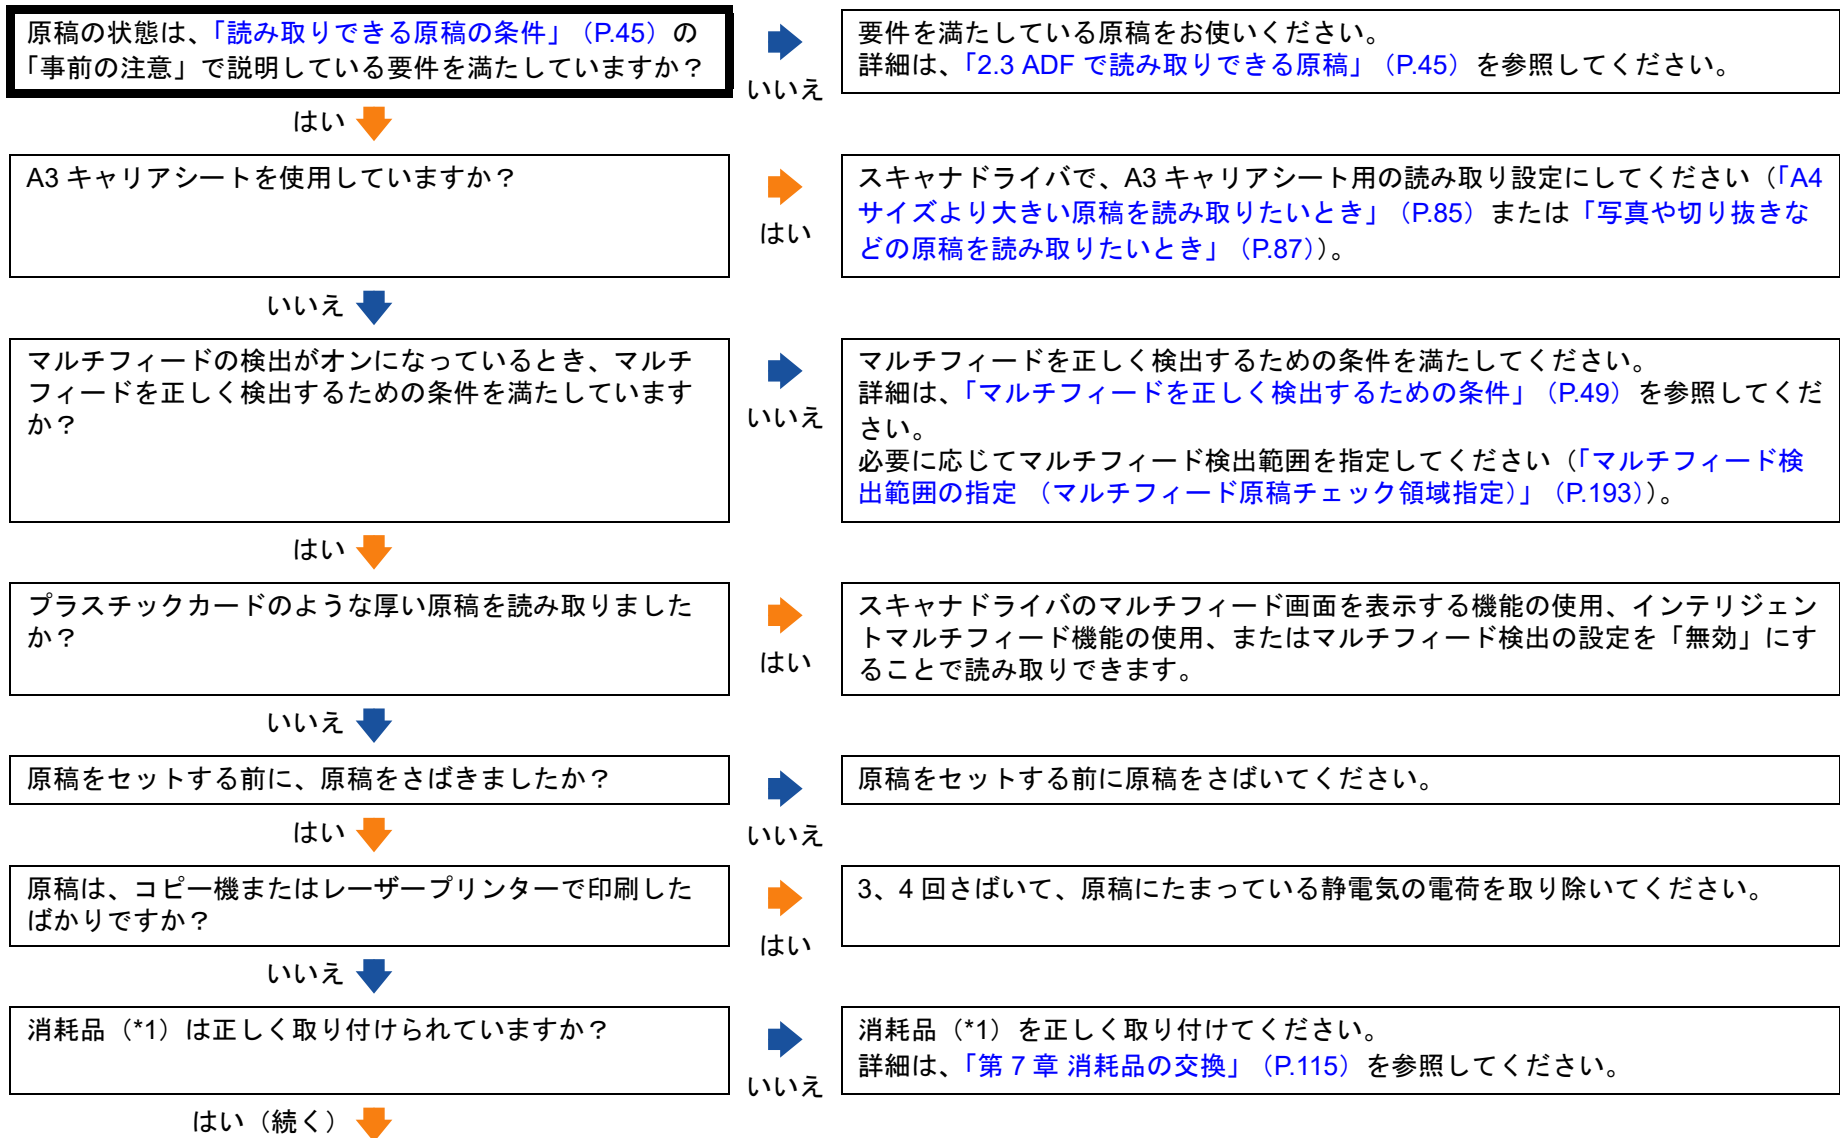 原稿の状態は、「読み取りできる原稿の条件」（P.45）の
「事前の注意」で説明している要件を満たしていますか？
いいえ
要件を満たしている原稿をお使いください。
詳細は、「2.3 ADF で読み取りできる原稿」（P.45）を参照してください。
はい
A3 キャリアシートを使用していますか？
はい
スキャナドライバで、A3 キャリアシート用の読み取り設定にしてください（「A4
サイズより大きい原稿を読み取りたいとき」（P.85）または「写真や切り抜きな
どの原稿を読み取りたいとき」（P.87））。
いいえ
マルチフィードの検出がオンになっているとき、マルチ
フィードを正しく検出するための条件を満たしています
か？
いいえ
マルチフィードを正しく検出するための条件を満たしてください。
詳細は、「マルチフィードを正しく検出するための条件」（P.49）を参照してくだ
さい。
必要に応じてマルチフィード検出範囲を指定してください（「マルチフィード検
出範囲の指定 （マルチフィード原稿チェック領域指定）」（P.193））。
はい
プラスチックカードのような厚い原稿を読み取りました
か？
はい
スキャナドライバのマルチフィード画面を表示する機能の使用、インテリジェン
トマルチフィード機能の使用、またはマルチフィード検出の設定を「無効」にす
ることで読み取りできます。
いいえ
原稿をセットする前に、原稿をさばきましたか？
いいえ
原稿をセットする前に原稿をさばいてください。
はい
原稿は、コピー機またはレーザープリンターで印刷した
ばかりですか？
はい
3、4 回さばいて、原稿にたまっている静電気の電荷を取り除いてください。
いいえ
消耗品（*1）は正しく取り付けられていますか？
いいえ
消耗品（*1）を正しく取り付けてください。
詳細は、「第 7 章 消耗品の交換」（P.115）を参照してください。
はい（続く）